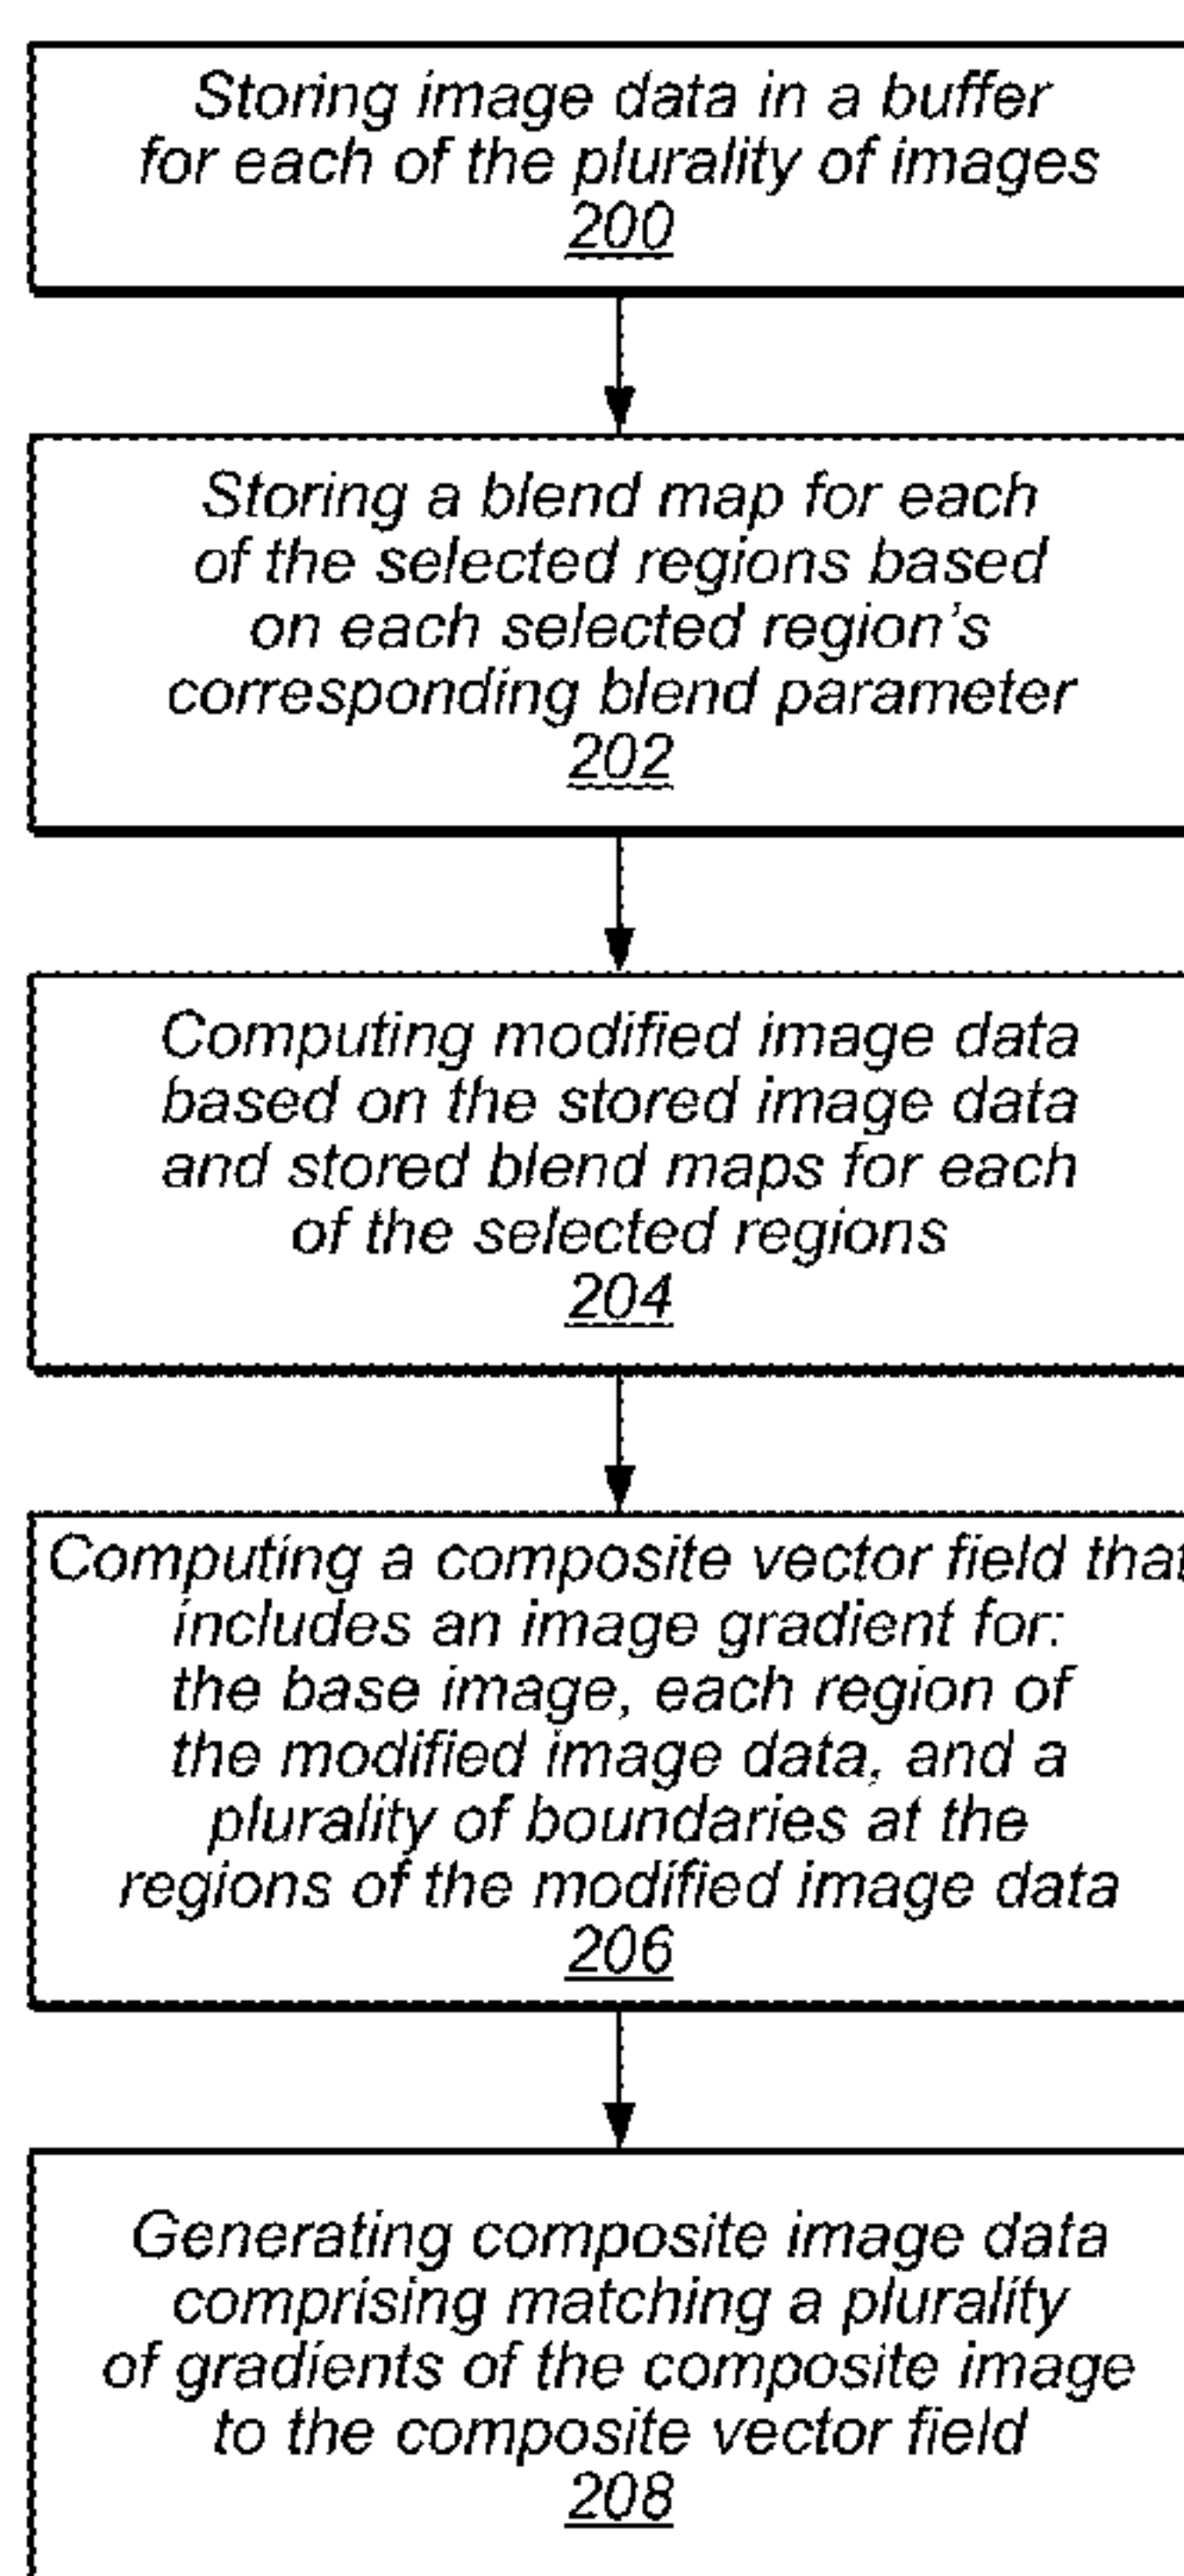 Storing image data in a buffer
for each of the plurality of images
200
Storing a blend map for each
of the selected regions based
on each selected region's
corresponding blend parameter
202
Computing modified image data
based on the stored image data
and stored blend maps for each
of the selected regions
204
Computing a composite vector field that
includes an image gradient for:
the base image, each region of
the modified image data, and a
plurality of boundaries at the
regions of the modified image data
206
Generating composite image data
comprising matching a plurality
of gradients of the composite image
to the composite vector field
208